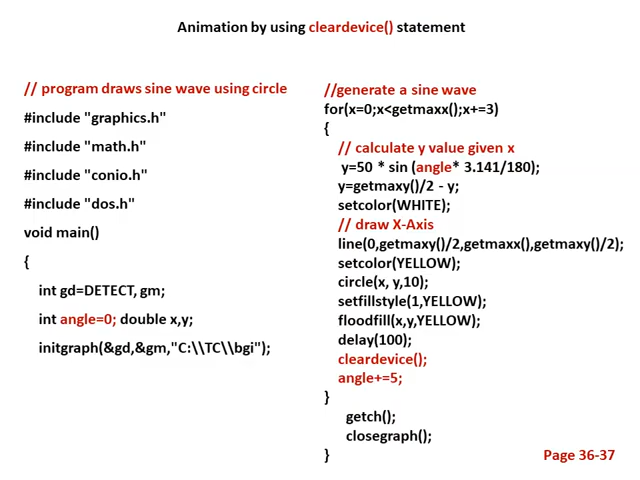 Animation by using cleardevice() statement
// program draws sine wave using circle
#include "graphics.h"
#include "math.h"
#include "conio.h"
#include "dos.h"
void main()
{
int gd=DETECT, gm;
int angle=0; double x,y;
initgraph(&gd,&gm,"C:\\TC\\bgi");
//generate a sine wave
for(x=0;x<getmaxx();x+=3)
{
// calculate y value given x
y=50 * sin (angle* 3.141/180);
y=getmaxy()/2 - y;
setcolor(WHITE);
// draw X-Axis
line(0,getmaxy()/2,getmaxx(),getmaxy()/2);
setcolor(YELLOW);
circle(x, y,10);
setfillstyle(1,YELLOW);
floodfill(x,y,YELLOW);
delay(100);
cleardevice();
angle+=5;
}
getch();
closegraph();
}
Page 36-37